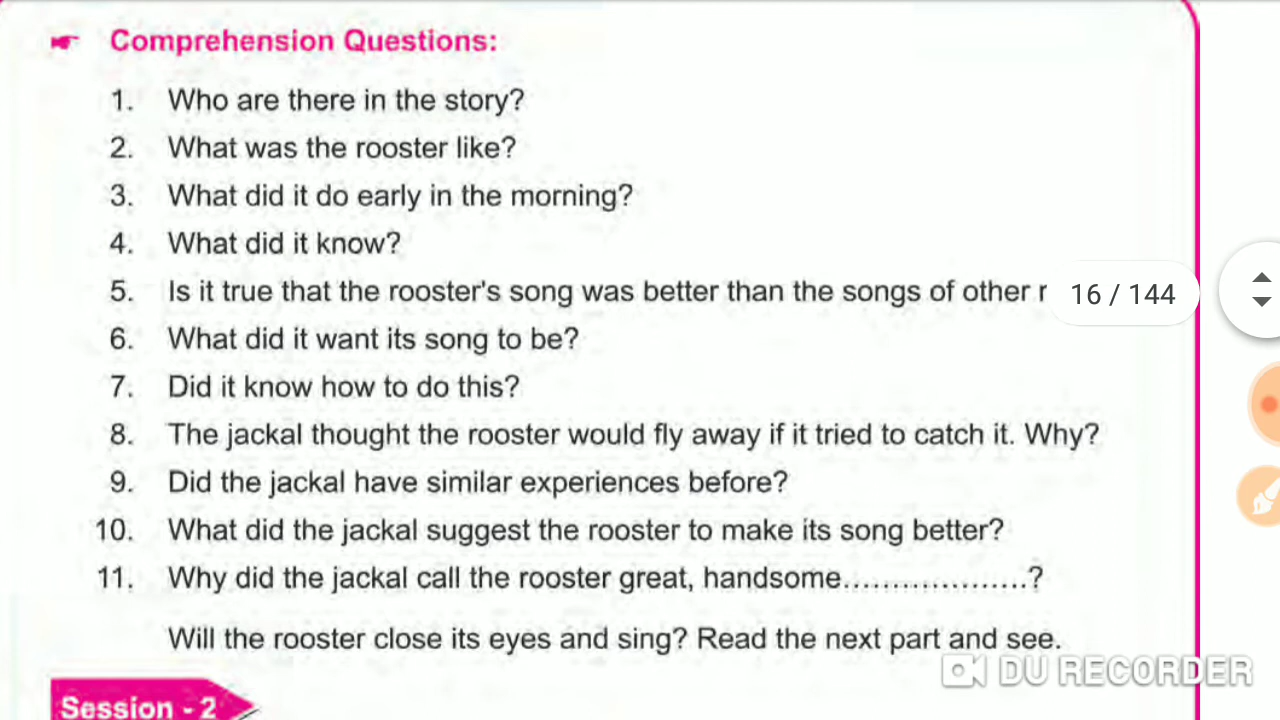 Comprehension Questions:
1. Who are there in the story?
2. What was the rooster like?
3. What did it do early in the morning?
4. What did it know?
5. Is it true that the rooster's song was better than the songs of other r
16 / 144
6. What did it want its song to be?
7. Did it know how to do this?
8. The jackal thought the rooster would fly away if it tried to catch it. Why?
9. Did the jackal have similar experiences before?
10. What did the jackal suggest the rooster to make its song better?
11. Why did the jackal call the rooster great, handsome...................?
Will the rooster close its eyes and sing? Read the next part and see.
DU RECORDER
Session - 2